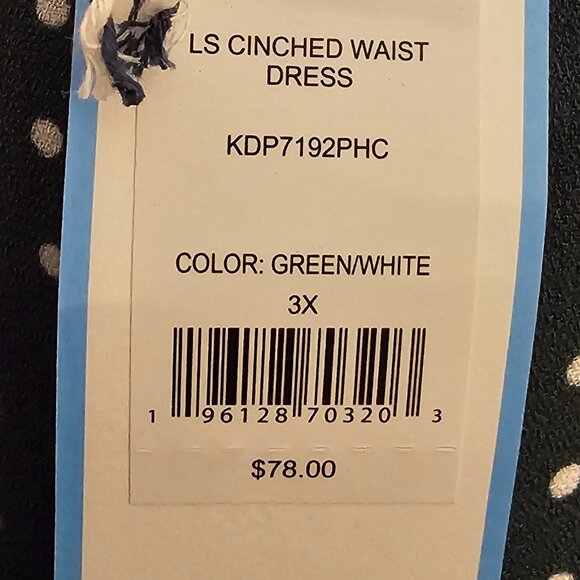 LS CINCHED WAIST
DRESS
KDP7192PHC
COLOR: GREEN/WHITE
3X
1 96128 70320 3
$78.00